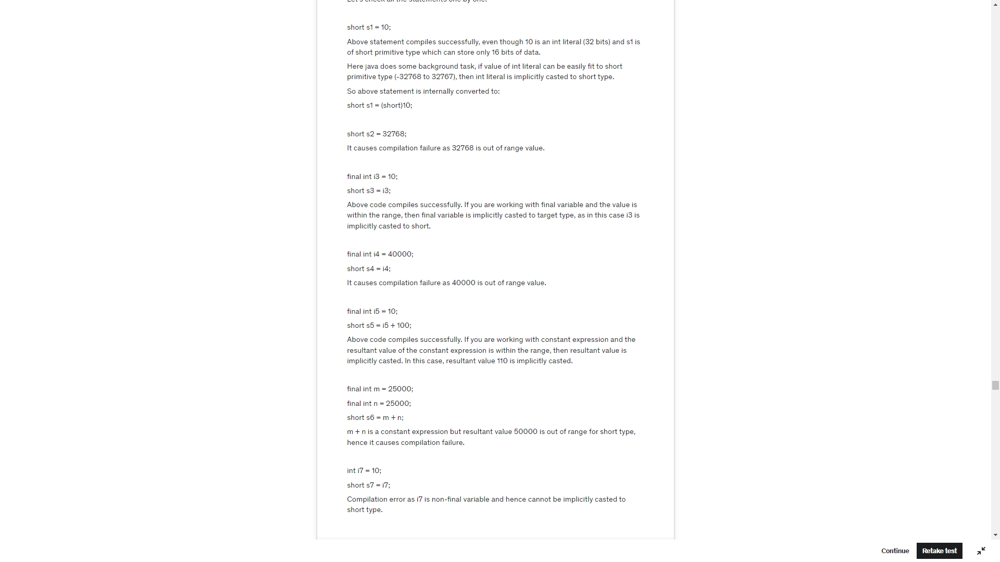 Let's check all the statements one by one.
short s1 = 10;
Above statement compiles successfully, even though 10 is an int literal (32 bits) and s1 is
of short primitive type which can store only 16 bits of data.
Here java does some background task, if value of int literal can be easily fit to short
primitive type (-32768 to 32767), then int literal is implicitly casted to short type.
So above statement is internally converted to:
short s1 = (short)10;
short s2 = 32768;
It causes compilation failure as 32768 is out of range value.
final int i3 = 10;
short s3 = i3;
Above code compiles successfully. If you are working with final variable and the value is
within the range, then final variable is implicitly casted to target type, as in this case i3 is
implicitly casted to short.
final int i4 = 40000;
short s4 = i4;
It causes compilation failure as 40000 is out of range value.
final int i5 = 10;
short s5 = i5 + 100;
Above code compiles successfully. If you are working with constant expression and the
resultant value of the constant expression is within the range, then resultant value is
implicitly casted. In this case, resultant value 110 is implicitly casted.
final int m = 25000;
final int n = 25000;
short s6 = m + n;
m + n is a constant expression but resultant value 50000 is out of range for short type,
hence it causes compilation failure.
int i7 = 10;
short s7 = i7;
Compilation error as i7 is non-final variable and hence cannot be implicitly casted to
short type.
Continue
Retake test